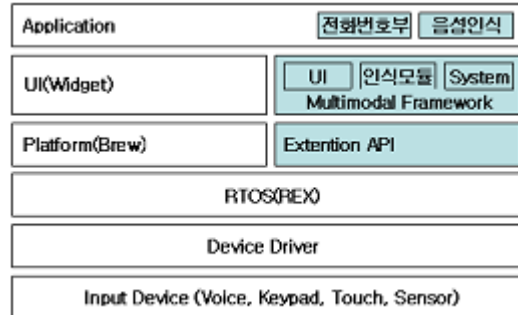 Application 전화번호부 음성인식
UI(Widget) UI 인식모듈 System
Multimodal Framework
Platform(Brew) Extention API
RTOS(REX)
Device Driver
Input Device (Voice, Keypad, Touch, Sensor)